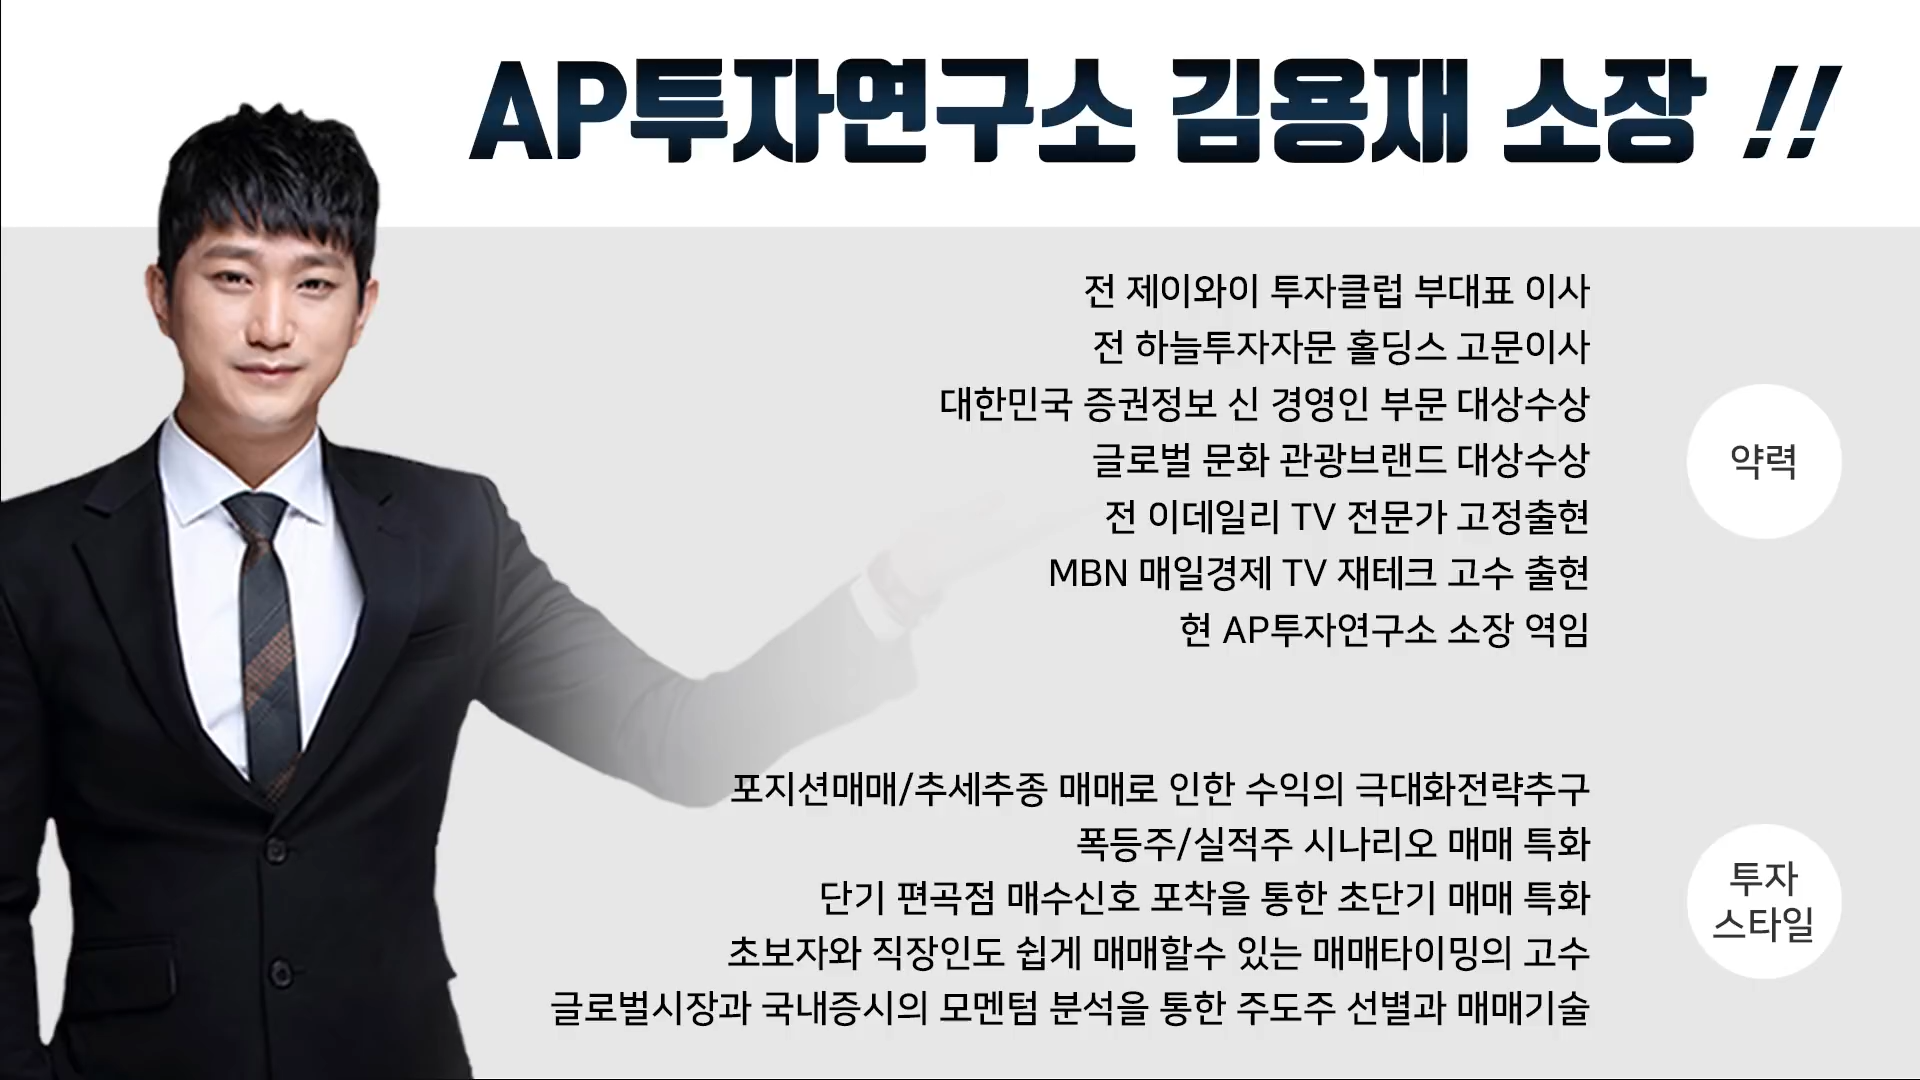 AP투자연구소 김용재 소장 !!
전 제이와이 투자클럽 부대표 이사
전 하늘투자자문 홀딩스 고문이사
대한민국 증권정보 신 경영인 부문 대상수상
글로벌 문화 관광브랜드 대상수상
전 이데일리 TV 전문가 고정출현
MBN 매일경제 TV 재테크 고수 출현
현 AP투자연구소 소장 역임
약력
포지션매매/추세추종 매매로 인한 수익의 극대화전략추구
폭등주/실적주 시나리오 매매 특화
단기 편곡점 매수신호 포착을 통한 초단기 매매 특화
초보자와 직장인도 쉽게 매매할수 있는 매매타이밍의 고수
글로벌시장과 국내증시의 모멘텀 분석을 통한 주도주 선별과 매매기술
투자
스타일